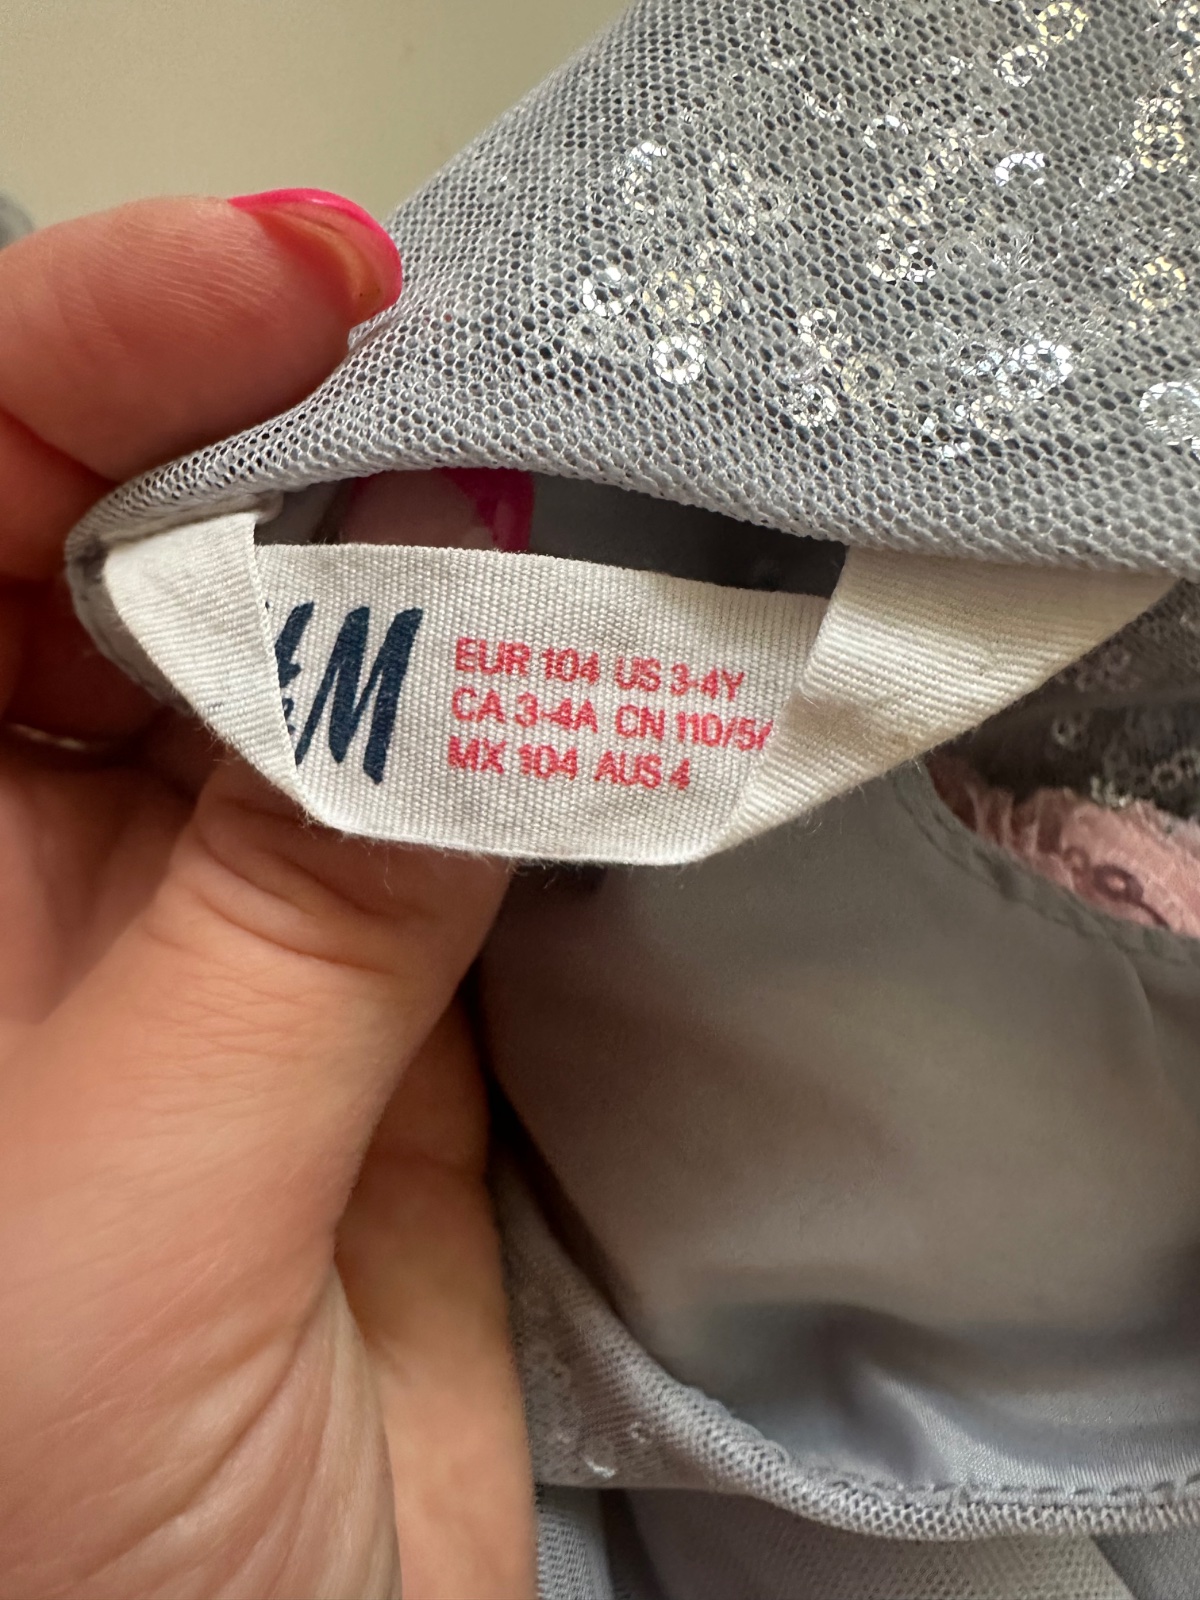 &M
EUR 104 US 3-4Y
CA 3-4A CN 110/5
MX 104 AUS 4